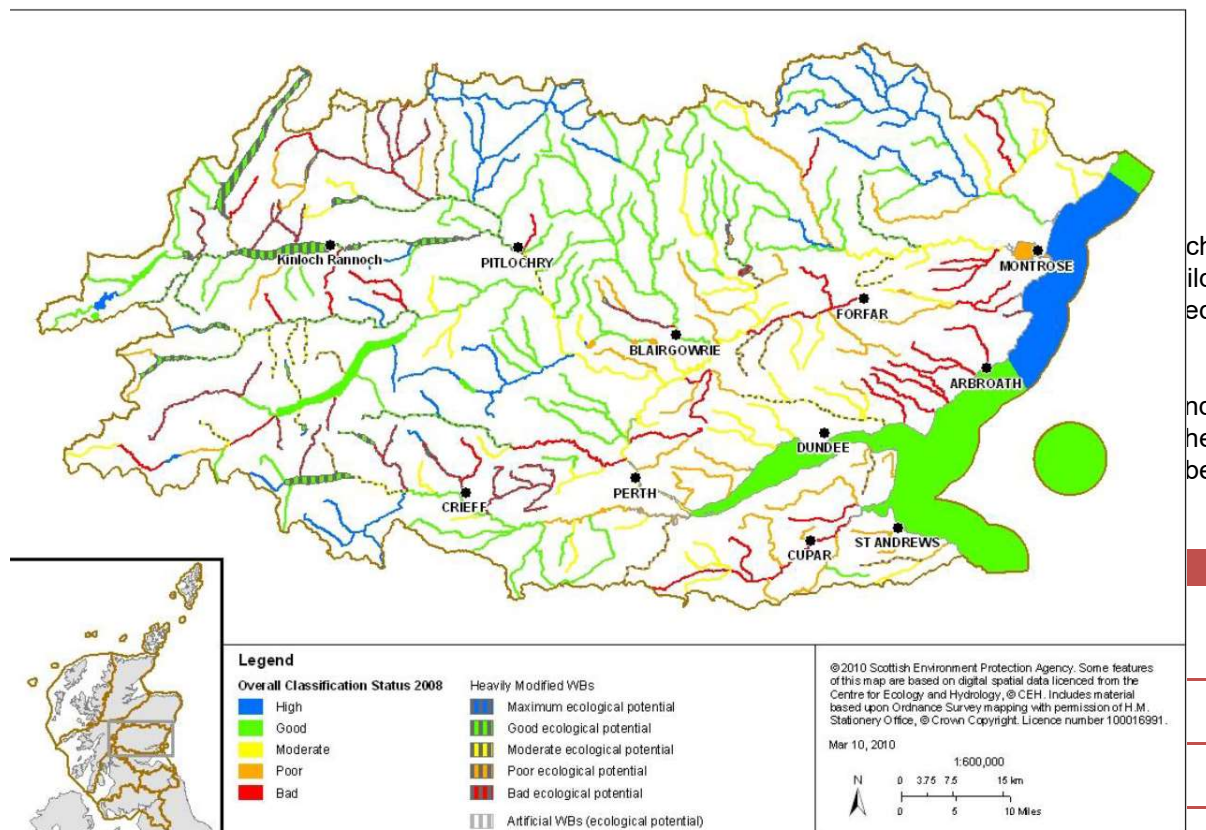 Kinloch Rannoch
PITLOCHRY
MONTROSE
FORFAR
BLAIRGOWRIE
ARBROATH
DUNDEE
PERTH
CRIEFF
ST ANDREWS
CUPAR
Legend
Overall Classification Status 2008
High
Good
Moderate
Poor
Bad
Heavily Modified WBs
Maximum ecological potential
Good ecological potential
Moderate ecological potential
Poor ecological potential
Bad ecological potential
Artificial WBs (ecological potential)
©2010 Scottish Environment Protection Agency. Some features
of this map are based on digital spatial data licenced from the
Centre for Ecology and Hydrology, © CEH. Includes material
based upon Ordnance Survey mapping with permission of H.M.
Stationery Office, © Crown Copyright. Licence number 100016991.
Mar 10, 2010
1:600,000
N
0 3.75 7.5 15 km
0 5 10 Miles